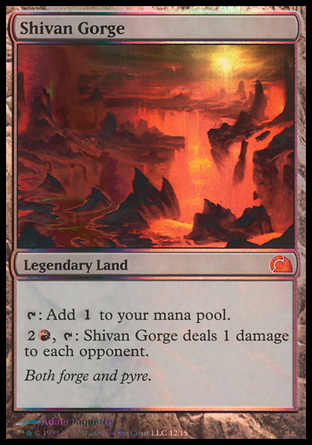 Shivan Gorge
Legendary Land
: Add 1 to your mana pool.
2 , : Shivan Gorge deals 1 damage
to each opponent.
Both forge and pyre.
LLC 12/15